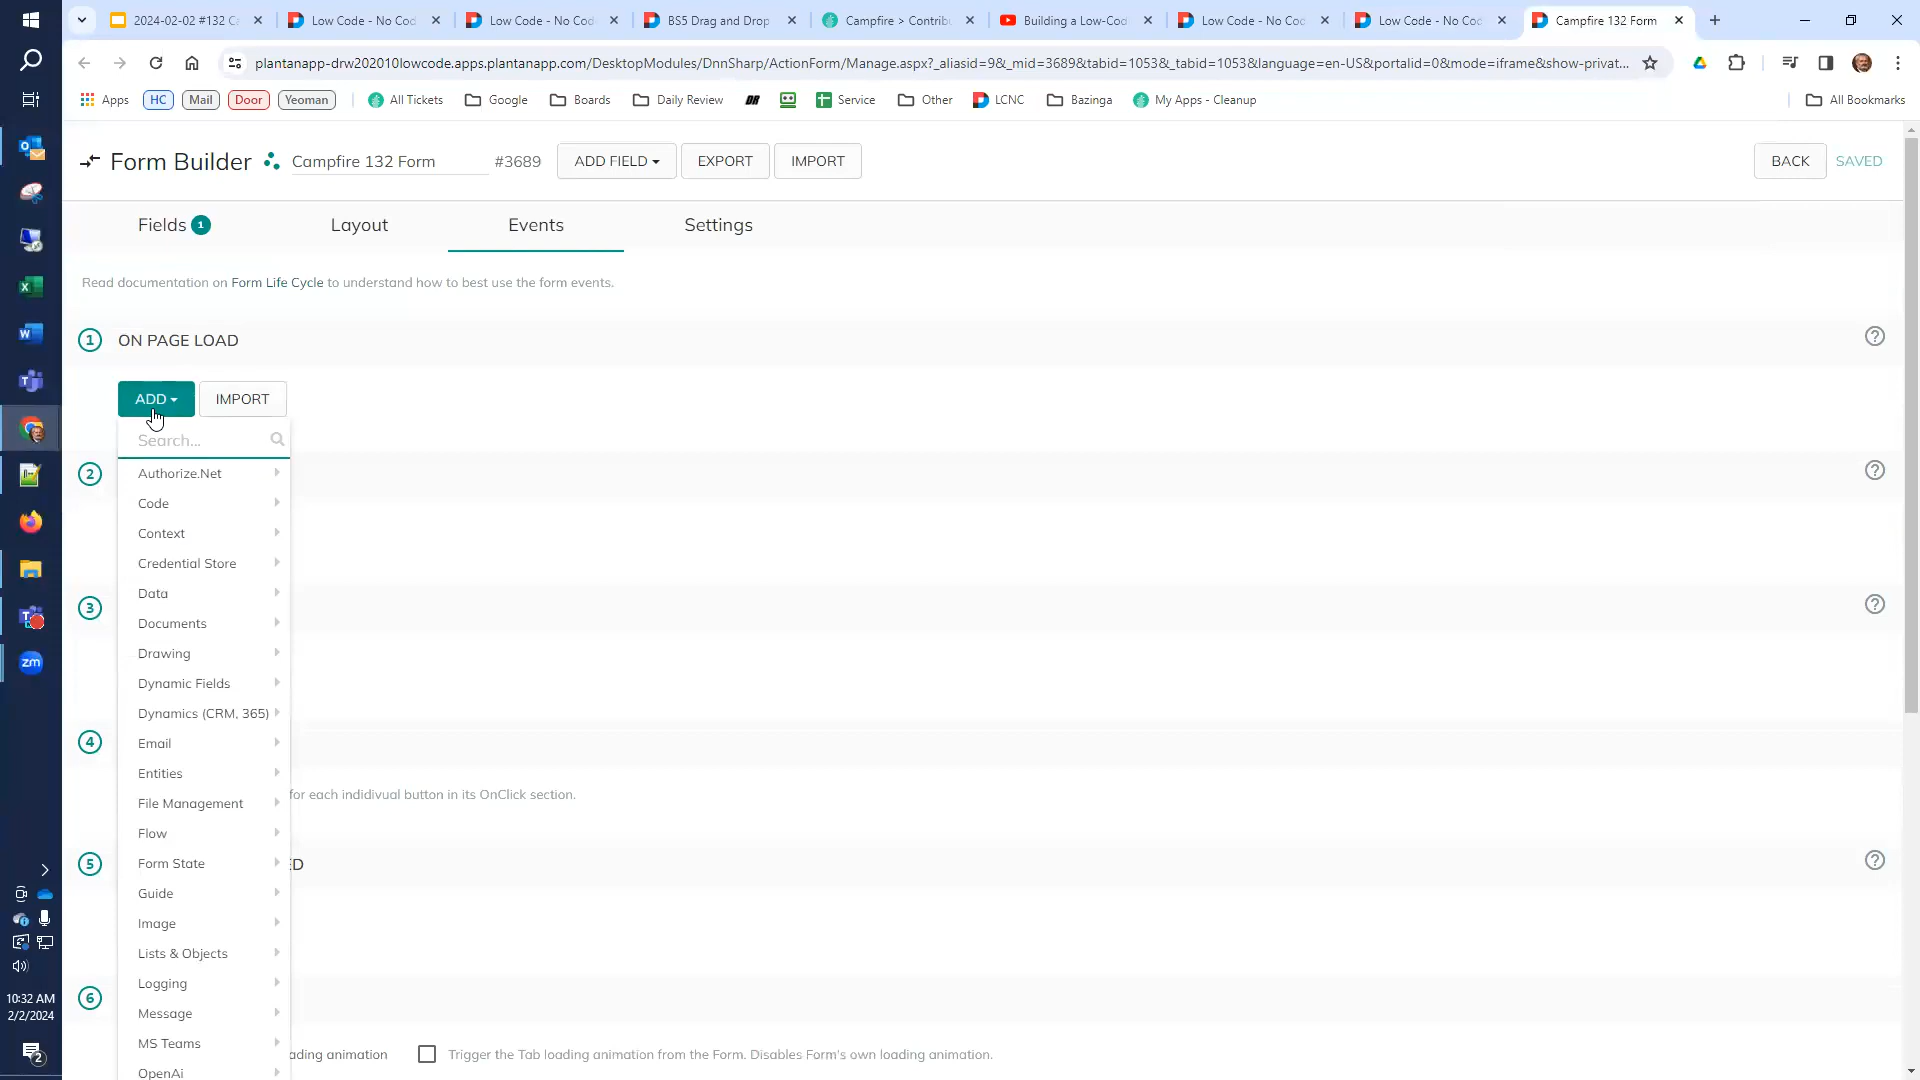 2024-02-02 #132 Ca
Low Code - No Cod
Low Code - No Code
BS5 Drag and Drop
Campfire > Contribu
Building a Low-Cod
Low Code - No Cod
Low Code - No Cod
Campfire 132 Form
plantanapp-drw202010lowcode.apps.plantanapp.com/DesktopModules/DnnSharp/ActionForm/Manage.aspx?_aliasid=9&_mid=3689&tabid=1053&_tabid=1053&language=en-US&portalid=0&mode=iframe&show-privat...
Apps HC Mail Door Yeoman All Tickets Google Boards Daily Review Service Other LCNC Bazinga My Apps - Cleanup All Bookmarks
Form Builder Campfire 132 Form #3689 ADD FIELD EXPORT IMPORT BACK SAVED
Fields 1 Layout Events Settings
Read documentation on Form Life Cycle to understand how to best use the form events.
1 ON PAGE LOAD ?
ADD IMPORT
Search...
Authorize.Net
2 ?
Code
Context
Credential Store
Data
3 ?
Documents
Drawing
Dynamic Fields
Dynamics (CRM, 365)
4
Email
Entities
for each indidivual button in its OnClick section.
File Management
Flow
Form State
5 ED ?
Guide
Image
Lists & Objects
Logging
6
Message
MS Teams
ading animation Trigger the Tab loading animation from the Form. Disables Form's own loading animation.
OpenAi
zm
10:32 AM
2/2/2024
2